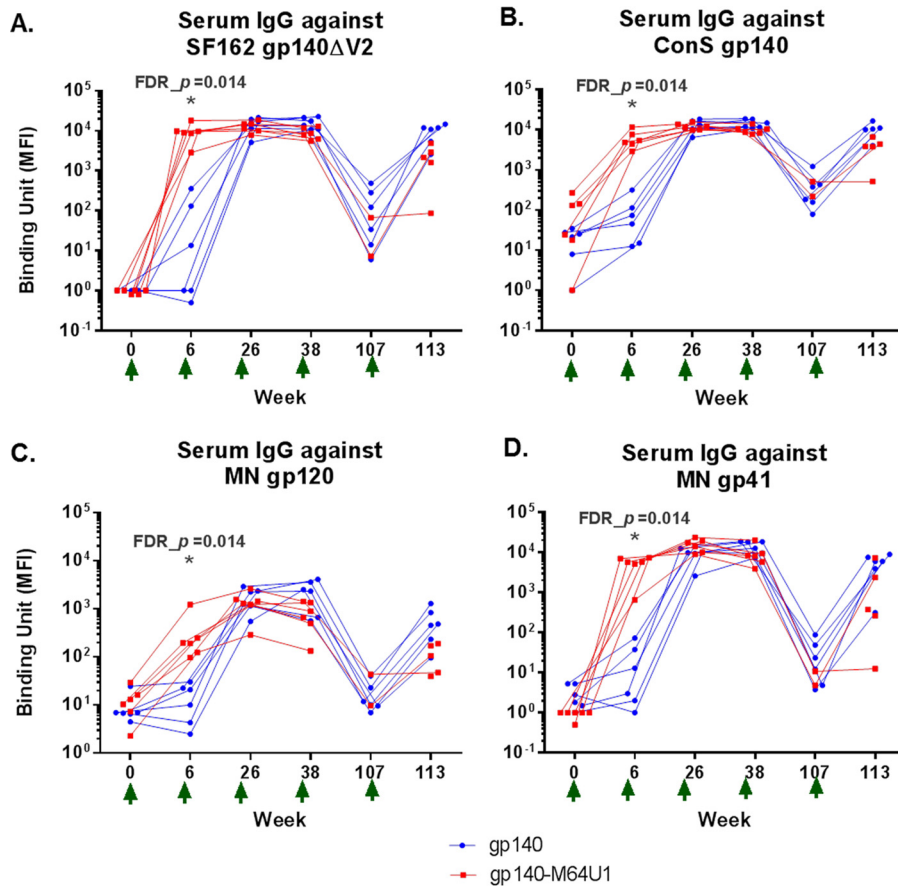 A.
Serum IgG against
SF162 gp140ΔV2
FDR_p=0.014
*
Binding Unit (MFI)
10^5
10^4
10^3
10^2
10^1
10^0
10^-1
0 6 26 38 107 113
Week
B.
Serum IgG against
ConS gp140
FDR_p=0.014
*
10^5
10^4
10^3
10^2
10^1
10^0
10^-1
0 6 26 38 107 113
Week
C.
Serum IgG against
MN gp120
FDR_p=0.014
*
Binding Unit (MFI)
10^5
10^4
10^3
10^2
10^1
10^0
0 6 26 38 107 113
Week
D.
Serum IgG against
MN gp41
FDR_p=0.014
*
10^5
10^4
10^3
10^2
10^1
10^0
10^-1
0 6 26 38 107 113
Week
gp140
gp140-M64U1